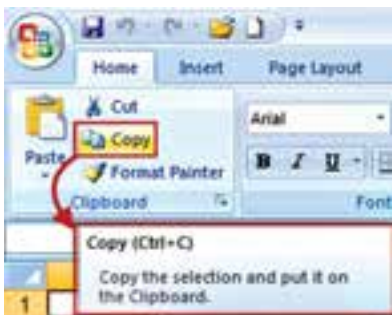 Home Insert Page Layout
Cut
Copy
Paste
Format Painter
Clipboard
Arial
B I U
Font
Copy (Ctrl+C)
Copy the selection and put it on
the Clipboard.
1